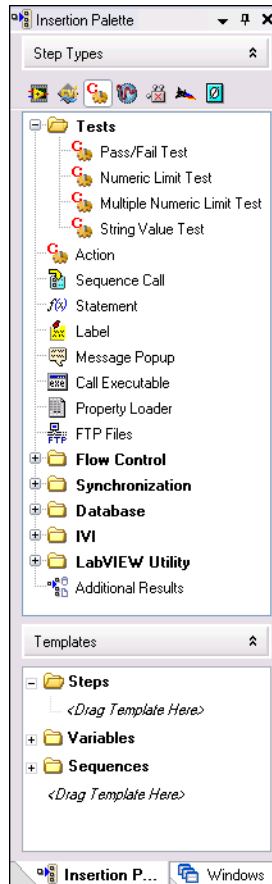 Insertion Palette
Step Types
Tests
Pass/Fail Test
Numeric Limit Test
Multiple Numeric Limit Test
String Value Test
Action
Sequence Call
f(x) Statement
Label
Message Popup
exe Call Executable
Property Loader
FTP FTP Files
Flow Control
Synchronization
Database
IVI
LabVIEW Utility
Additional Results
Templates
Steps
<Drag Template Here>
Variables
Sequences
<Drag Template Here>
Insertion P... Windows